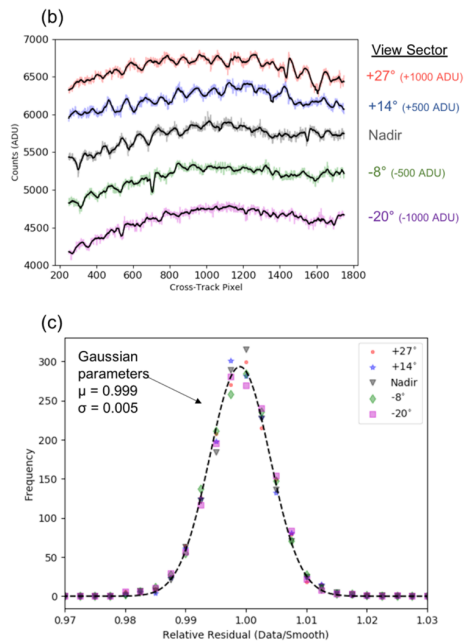 (b)
View Sector
7000
6500
6000
5500
5000
4500
4000
Counts (ADU)
200 400 600 800 1000 1200 1400 1600 1800
Cross-Track Pixel
+27° (+1000 ADU)
+14° (+500 ADU)
Nadir
-8° (-500 ADU)
-20° (-1000 ADU)
(c)
Gaussian
parameters
μ = 0.999
σ = 0.005
+27°
+14°
Nadir
-8°
-20°
300
250
200
150
100
50
0
Frequency
0.97 0.98 0.99 1.00 1.01 1.02 1.03
Relative Residual (Data/Smooth)